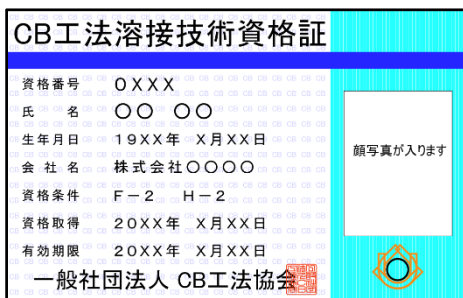 CB工法溶接技術資格証
資格番号 0XXX
氏名 〇〇 〇〇
生年月日 19XX年 X月XX日
会社名 株式会社〇〇〇〇
資格条件 F－2 H－2
資格取得 20XX年 X月XX日
有効期限 20XX年 X月XX日
一般社団法人 CB工法協会
顔写真が入ります